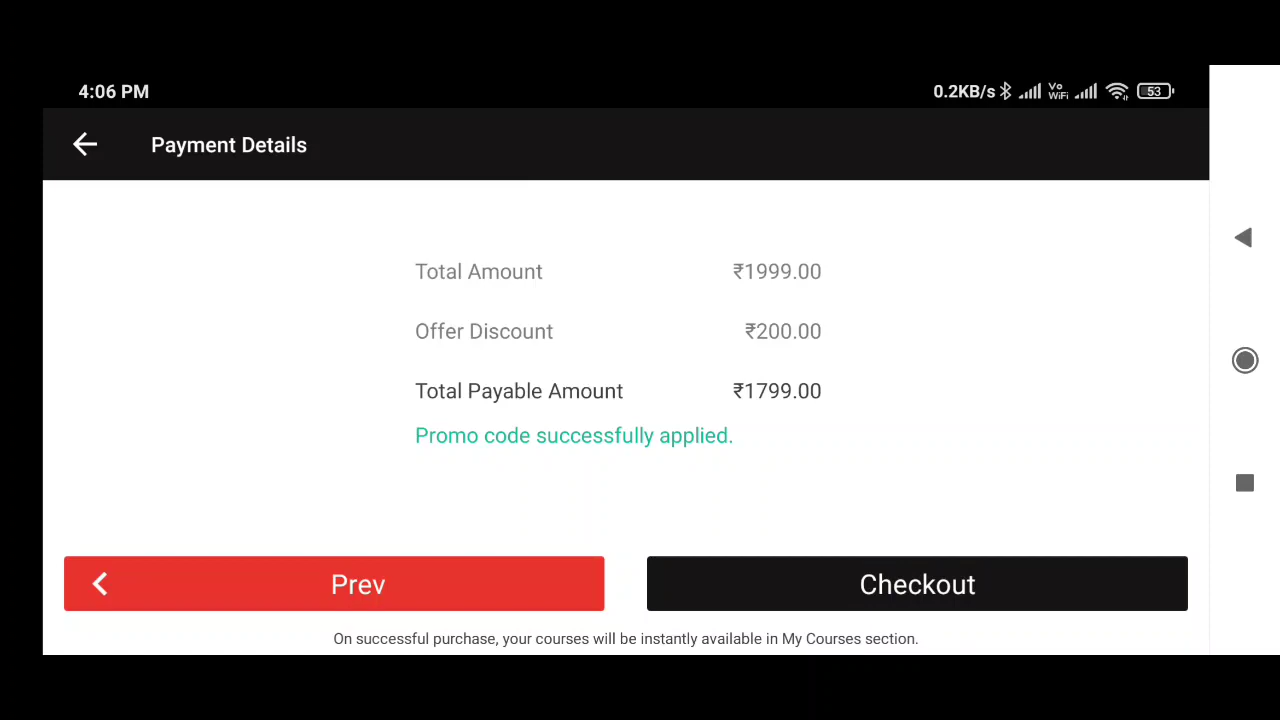 4:06 PM
0.2KB/s Vo WiFi 53
Payment Details
Total Amount ₹1999.00
Offer Discount ₹200.00
Total Payable Amount ₹1799.00
Promo code successfully applied.
Prev
Checkout
On successful purchase, your courses will be instantly available in My Courses section.